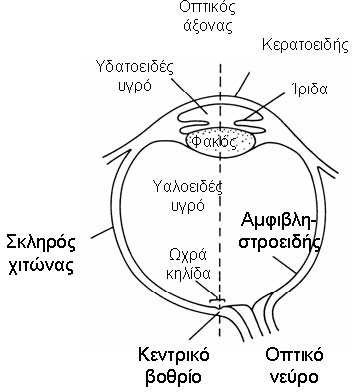 Οπτικός
άξονας
Κερατοειδής
Υδατοειδές
υγρό
Ίριδα
Φακός
Υαλοειδές
υγρό
Αμφιβλη-
στροειδής
Σκληρός
χιτώνας
Ωχρά
κηλίδα
Κεντρικό
βοθρίο
Οπτικό
νεύρο